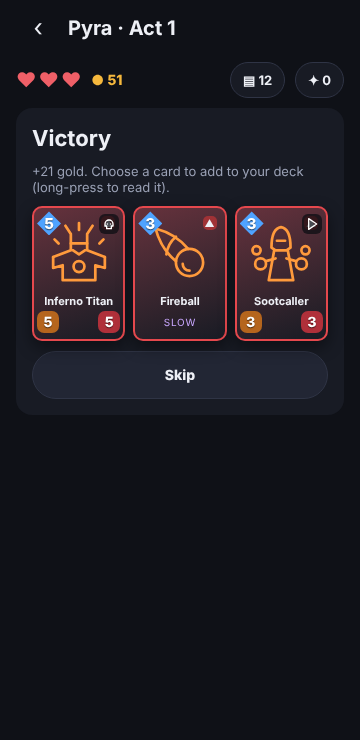 Pyra · Act 1
51
12
0
Victory
+21 gold. Choose a card to add to your deck
(long-press to read it).
5
3
3
Inferno Titan
Fireball
Sootcaller
5
5
SLOW
3
3
Skip